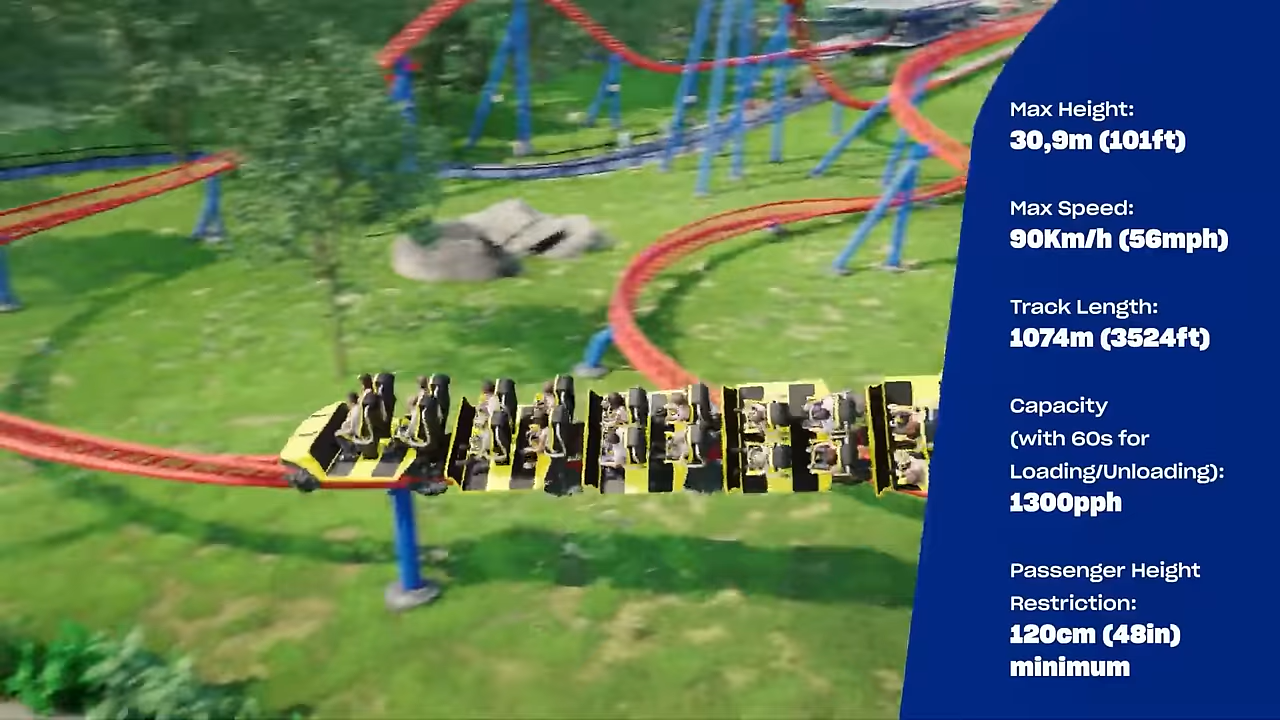 Max Height:
30,9m (101ft)
Max Speed:
90Km/h (56mph)
Track Length:
1074m (3524ft)
Capacity
(with 60s for
Loading/Unloading):
1300pph
Passenger Height
Restriction:
120cm (48in)
minimum